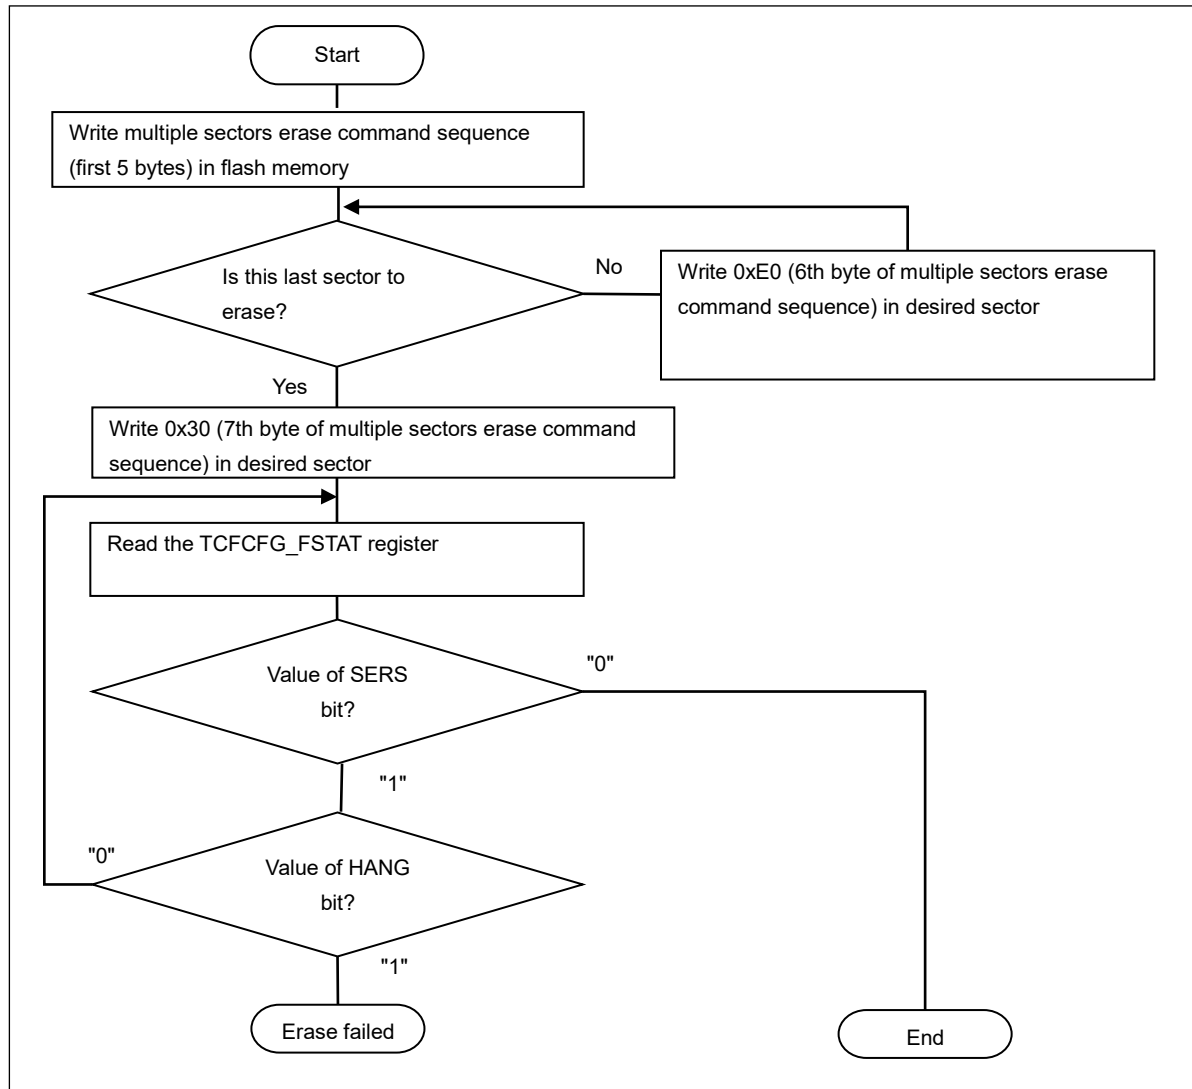 Start
Write multiple sectors erase command sequence
(first 5 bytes) in flash memory
Is this last sector to
erase?
No
Write 0xE0 (6th byte of multiple sectors erase
command sequence) in desired sector
Yes
Write 0x30 (7th byte of multiple sectors erase command
sequence) in desired sector
Read the TCFCFG_FSTAT register
Value of SERS
bit?
"0"
"1"
"0"
Value of HANG
bit?
"1"
Erase failed
End